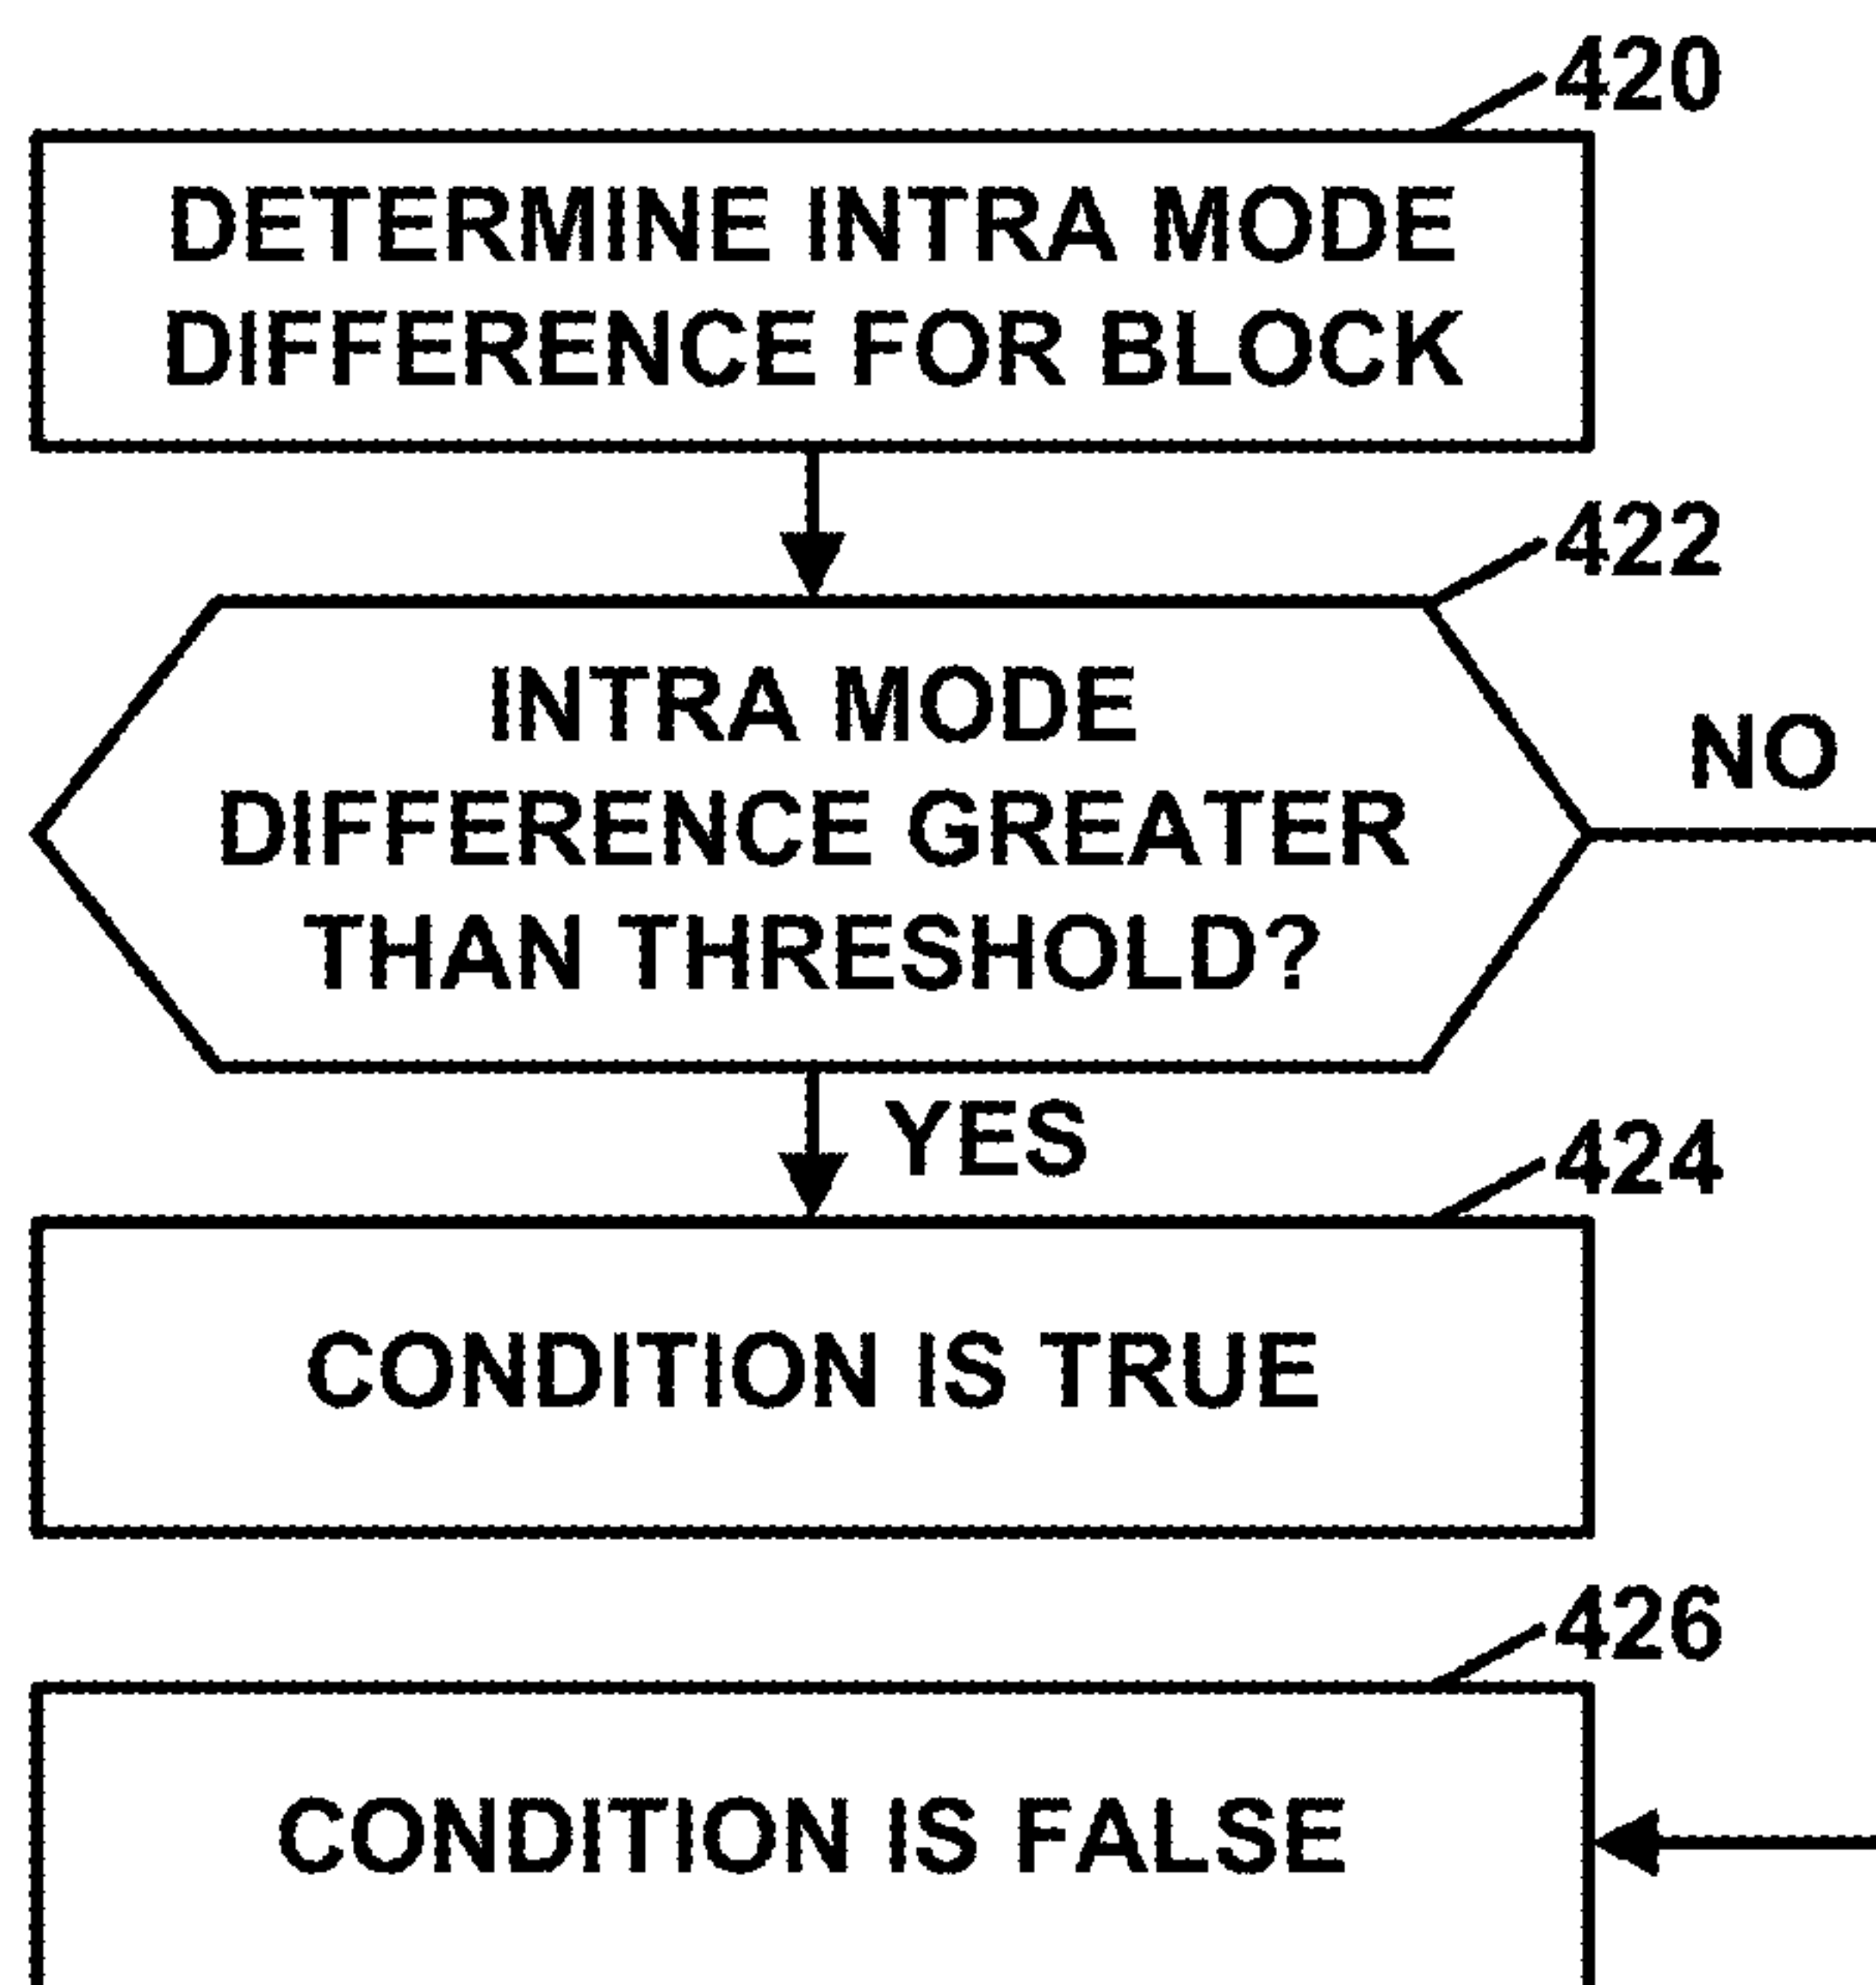 420
DETERMINE INTRA MODE
DIFFERENCE FOR BLOCK
422
INTRA MODE
DIFFERENCE GREATER
THAN THRESHOLD?
NO
YES
424
CONDITION IS TRUE
426
CONDITION IS FALSE